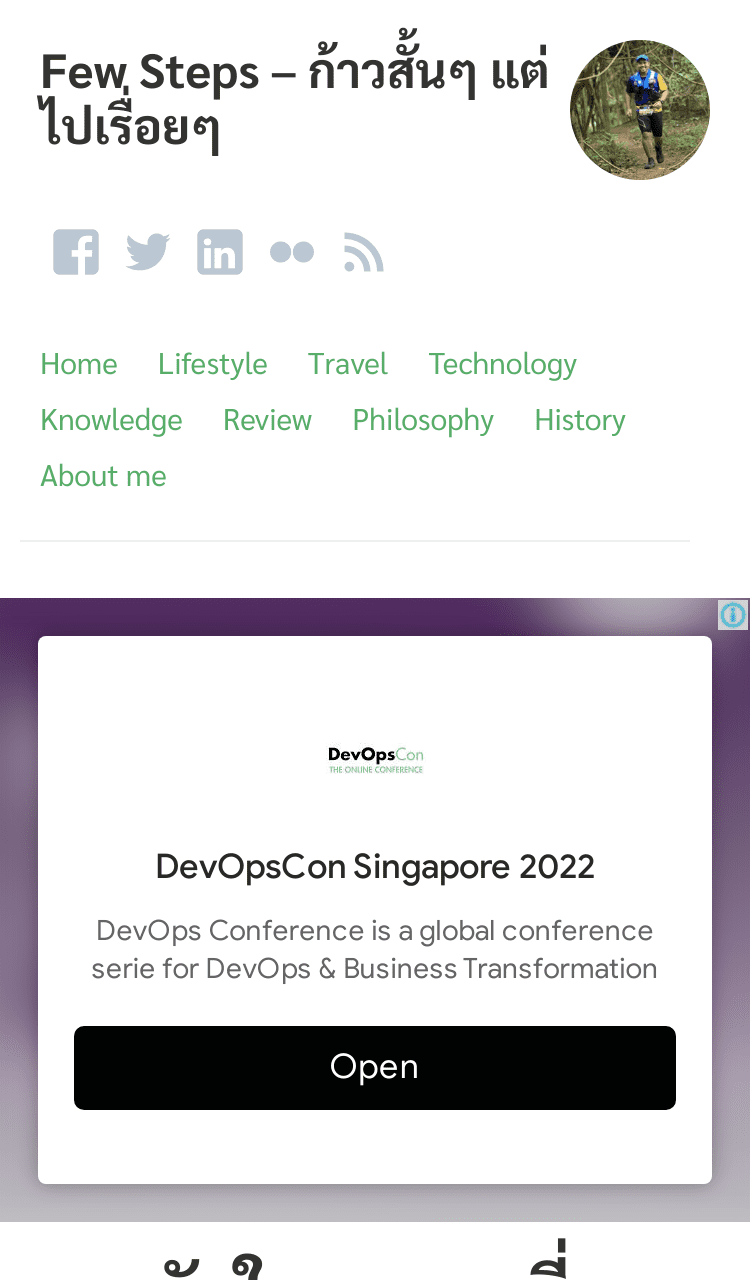 Few Steps – ก้าวสั้นๆ แต่
ไปเรื่อยๆ
Home Lifestyle Travel Technology
Knowledge Review Philosophy History
About me
DevOpsCon
THE ONLINE CONFERENCE
DevOpsCon Singapore 2022
DevOps Conference is a global conference
serie for DevOps & Business Transformation
Open